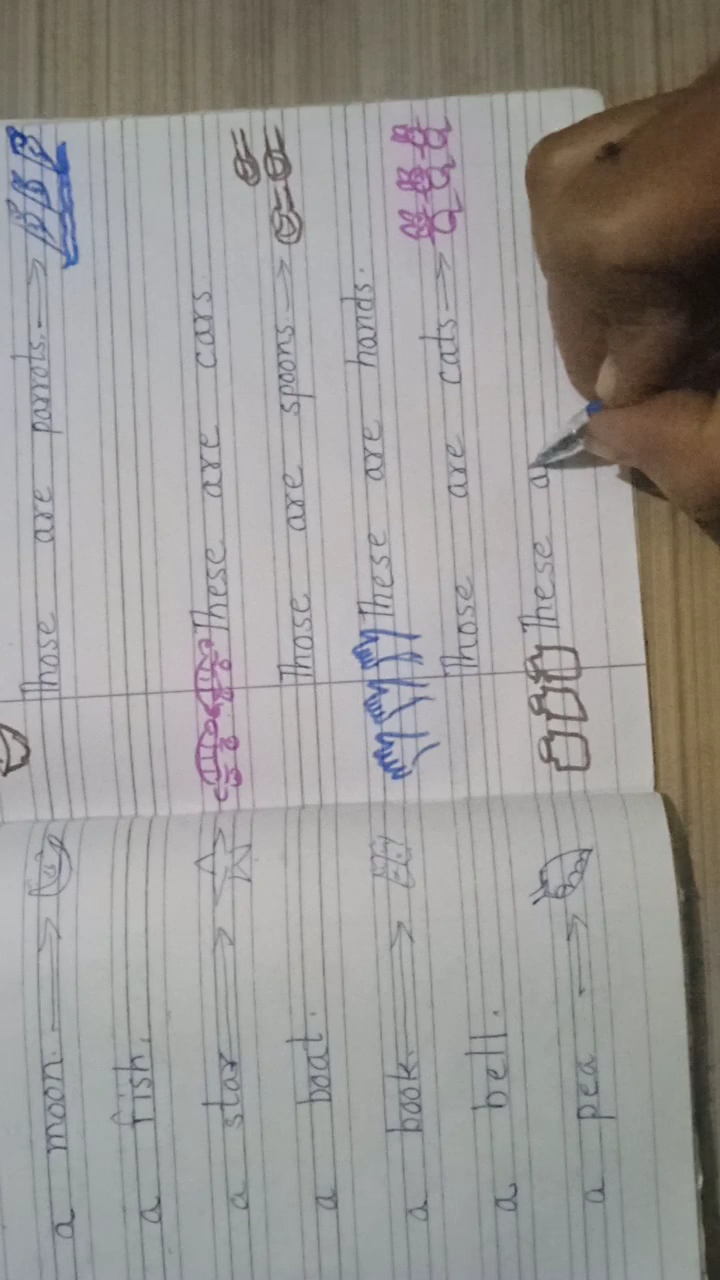 a moon.
a fish.
a star
a boat.
a book.
a bell.
a pea.
Those are parrots.
These are cars.
Those are spoons.
These are hands.
Those are cats
These a